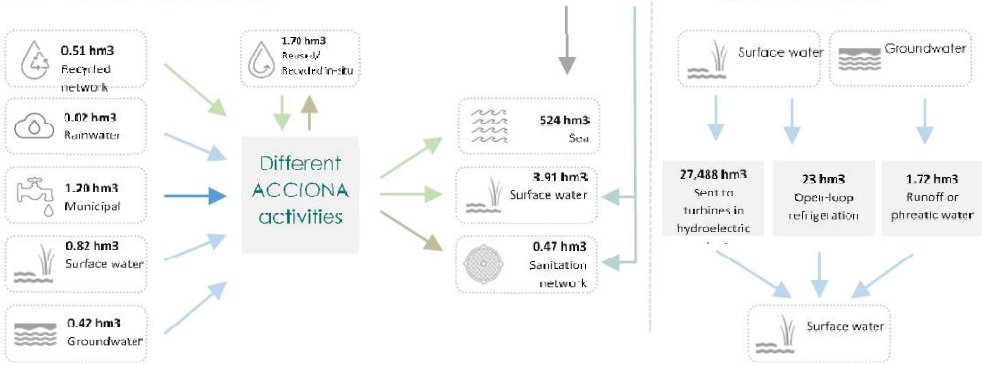 0.51 hm3
Recycled
network
0.02 hm3
Rainwater
1.20 hm3
Municipal
0.82 hm3
Surface water
0.42 hm3
Groundwater
1.70 hm3
Reused/
Recycled in-situ
Different
ACCIONA
activities
524 hm3
Sea
3.91 hm3
Surface water
0.47 hm3
Sanitation
network
Surface water
Groundwater
27,488 hm3
Sent to
turbines in
hydroelectric
23 hm3
Open-loop
refrigeration
1.72 hm3
Runoff or
phreatic water
Surface water